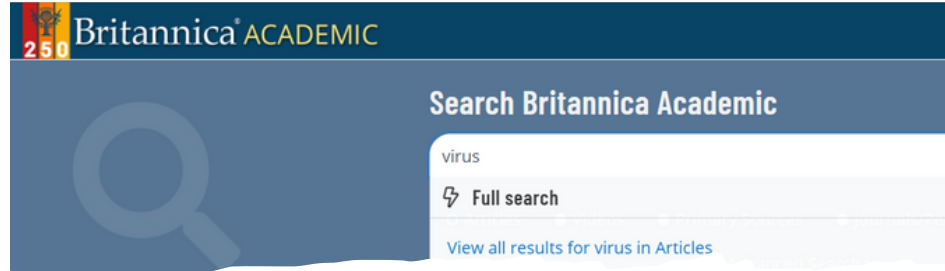 250 Britannica® ACADEMIC
Search Britannica Academic
virus
Full search
View all results for virus in Articles